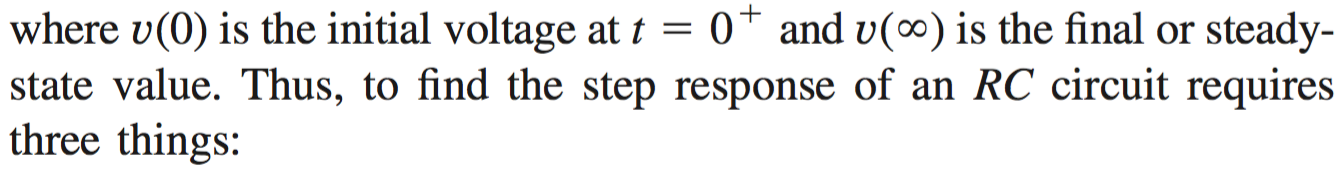 where v(0) is the initial voltage at t = 0⁺ and v(∞) is the final or steady-
state value. Thus, to find the step response of an RC circuit requires
three things: